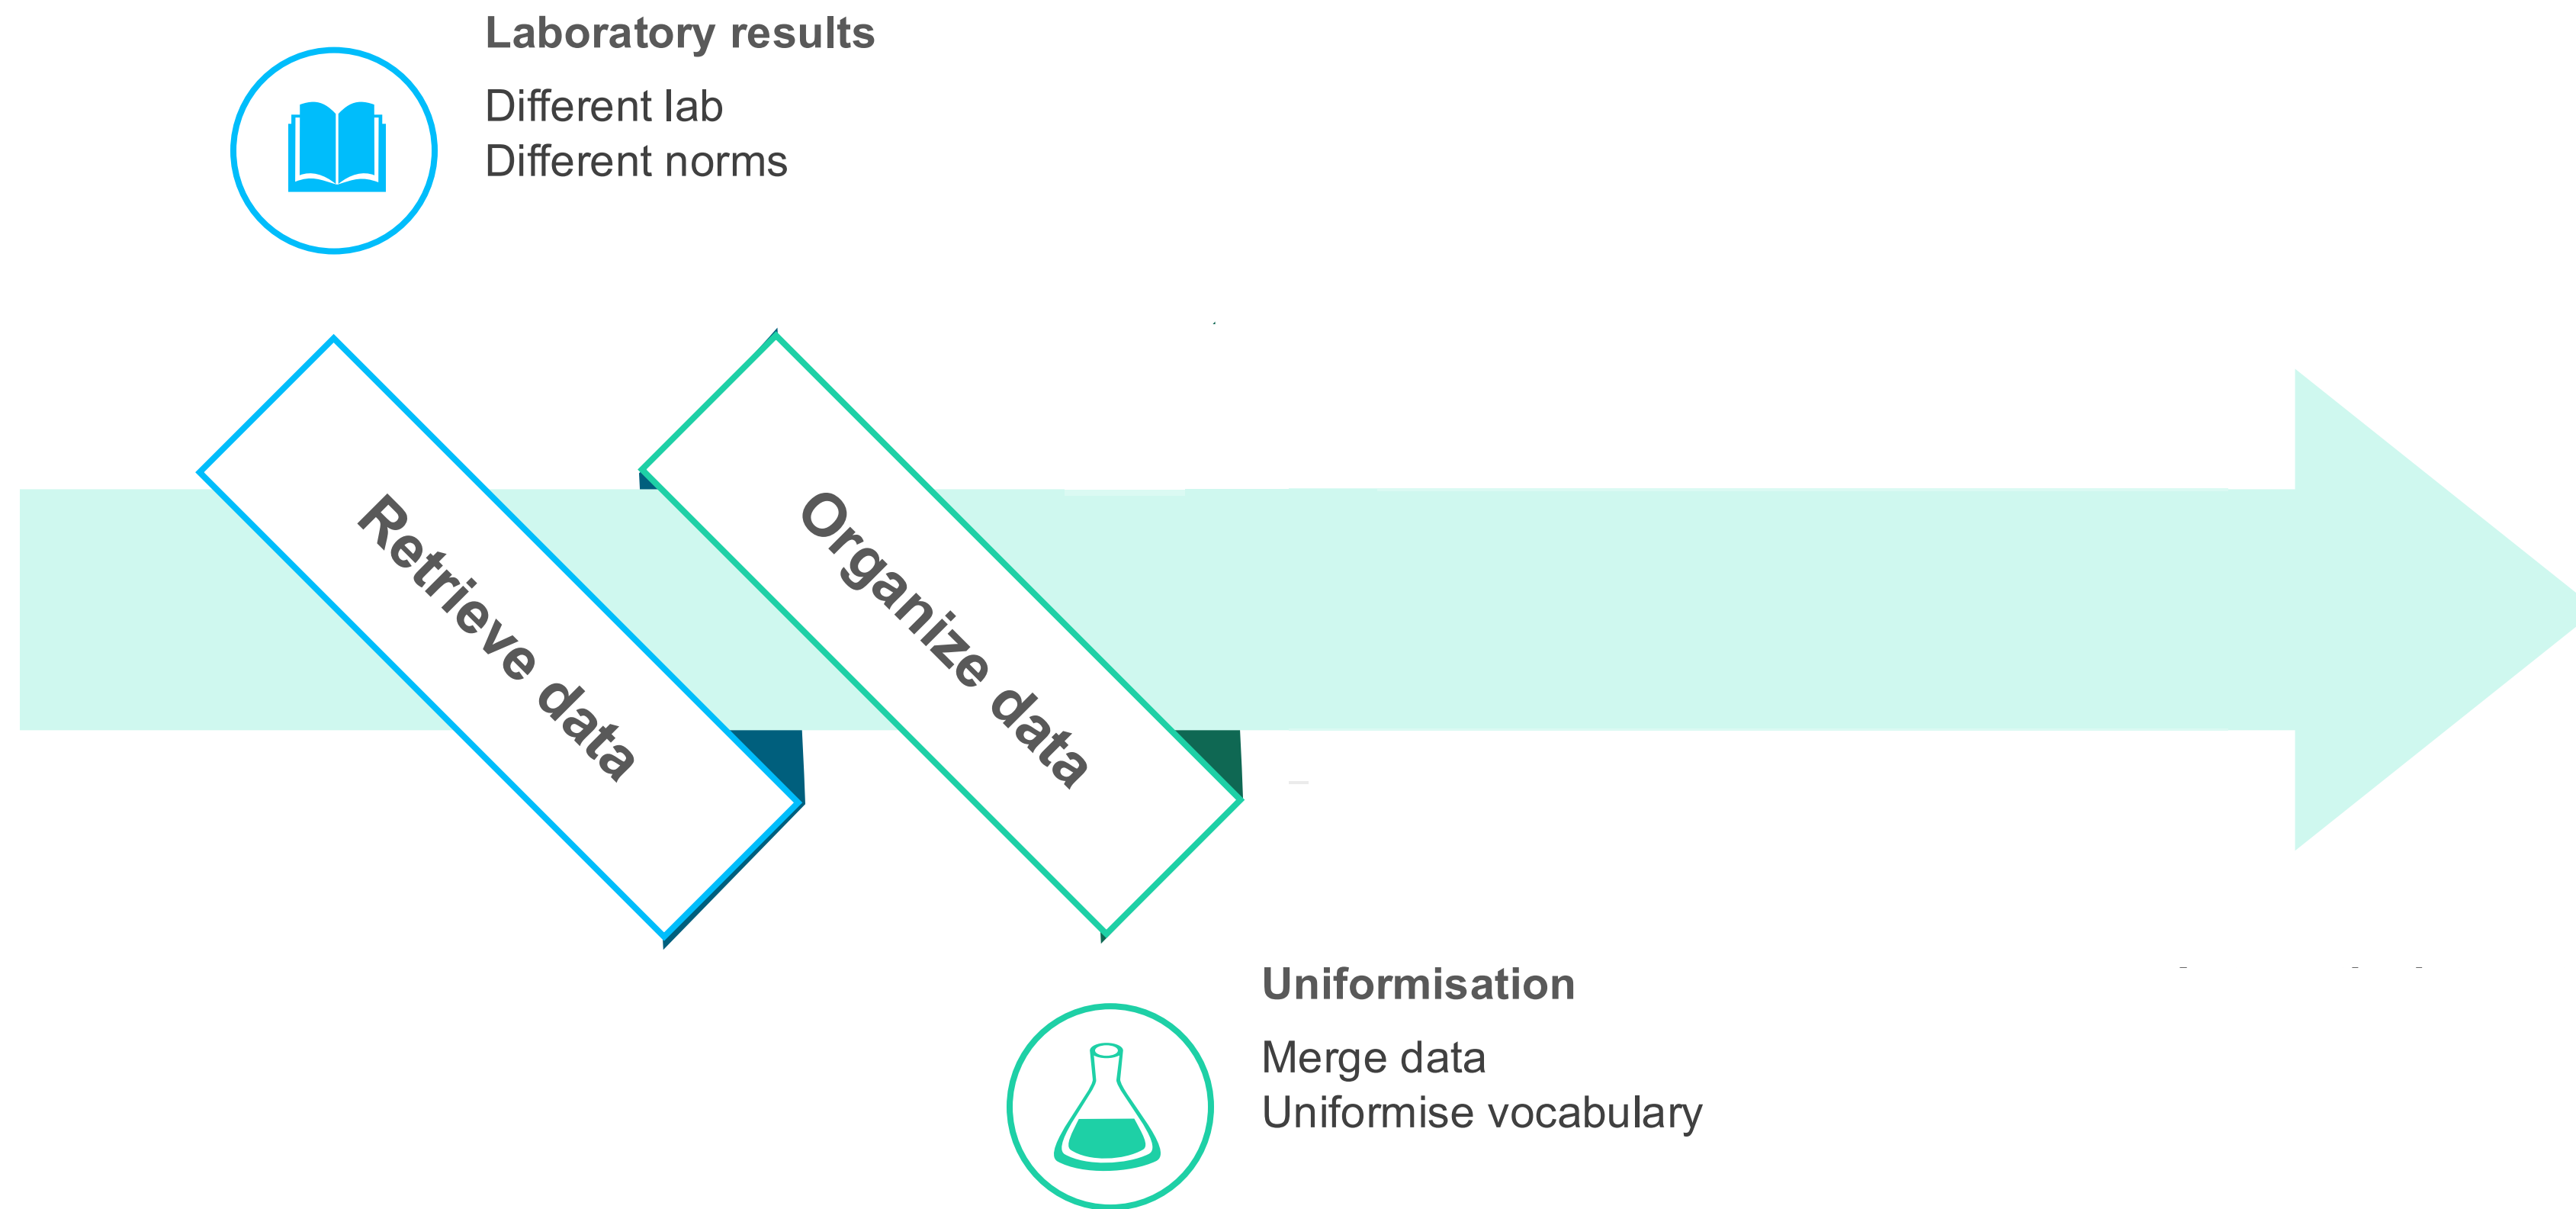 Laboratory results
Different lab
Different norms
Retrieve data
Organize data
Uniformisation
Merge data
Uniformise vocabulary